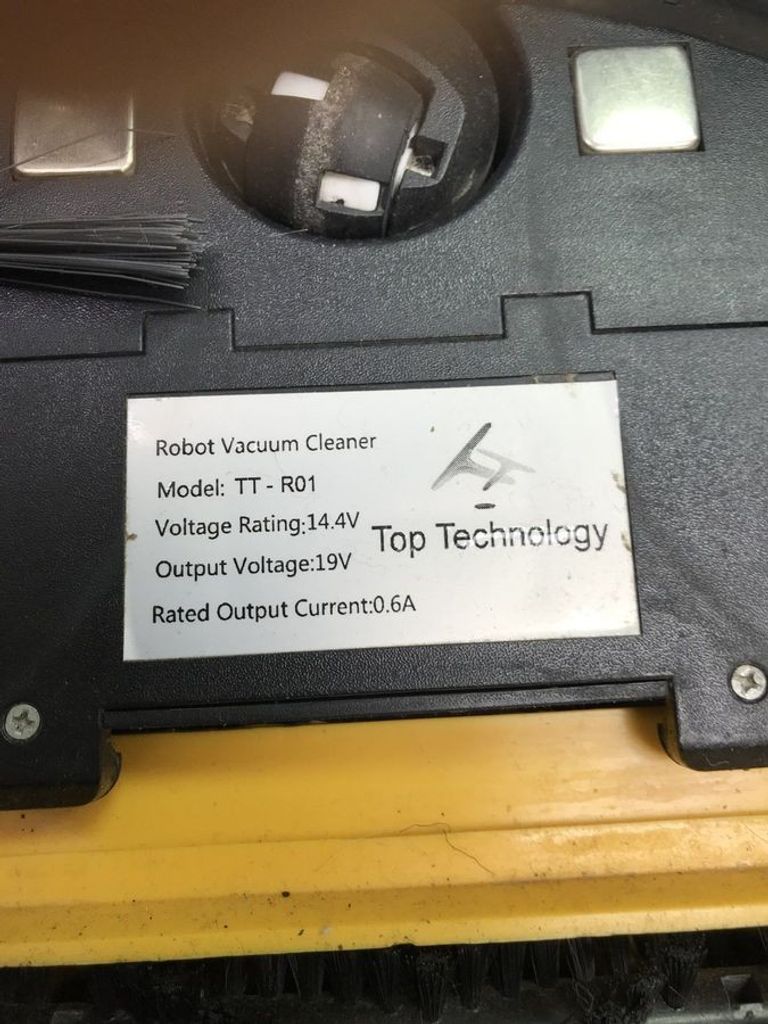 Robot Vacuum Cleaner
Model: TT - R01
Voltage Rating:14.4V
Output Voltage:19V
Rated Output Current:0.6A
Top Technology